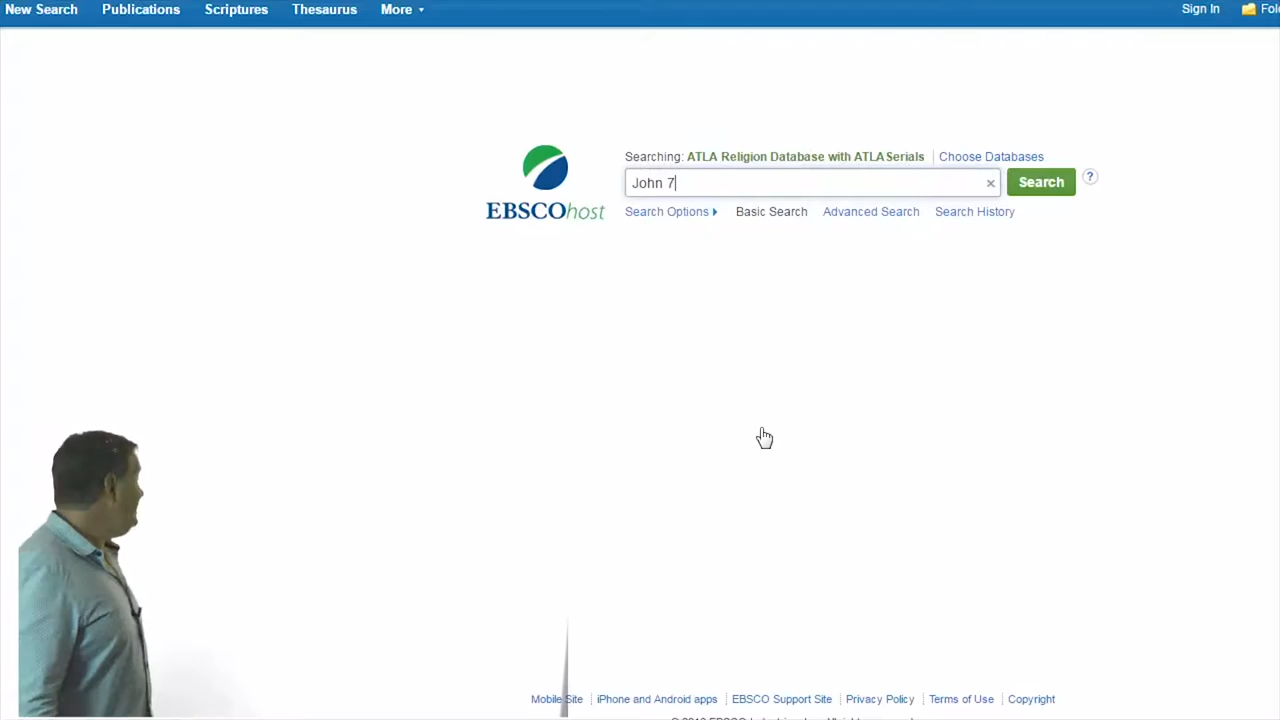 New Search Publications Scriptures Thesaurus More Sign In
Searching: ATLA Religion Database with ATLASerials Choose Databases
John 7 × Search ?
EBSCOhost
Search Options Basic Search Advanced Search Search History
Mobile Site iPhone and Android apps EBSCO Support Site Privacy Policy Terms of Use Copyright